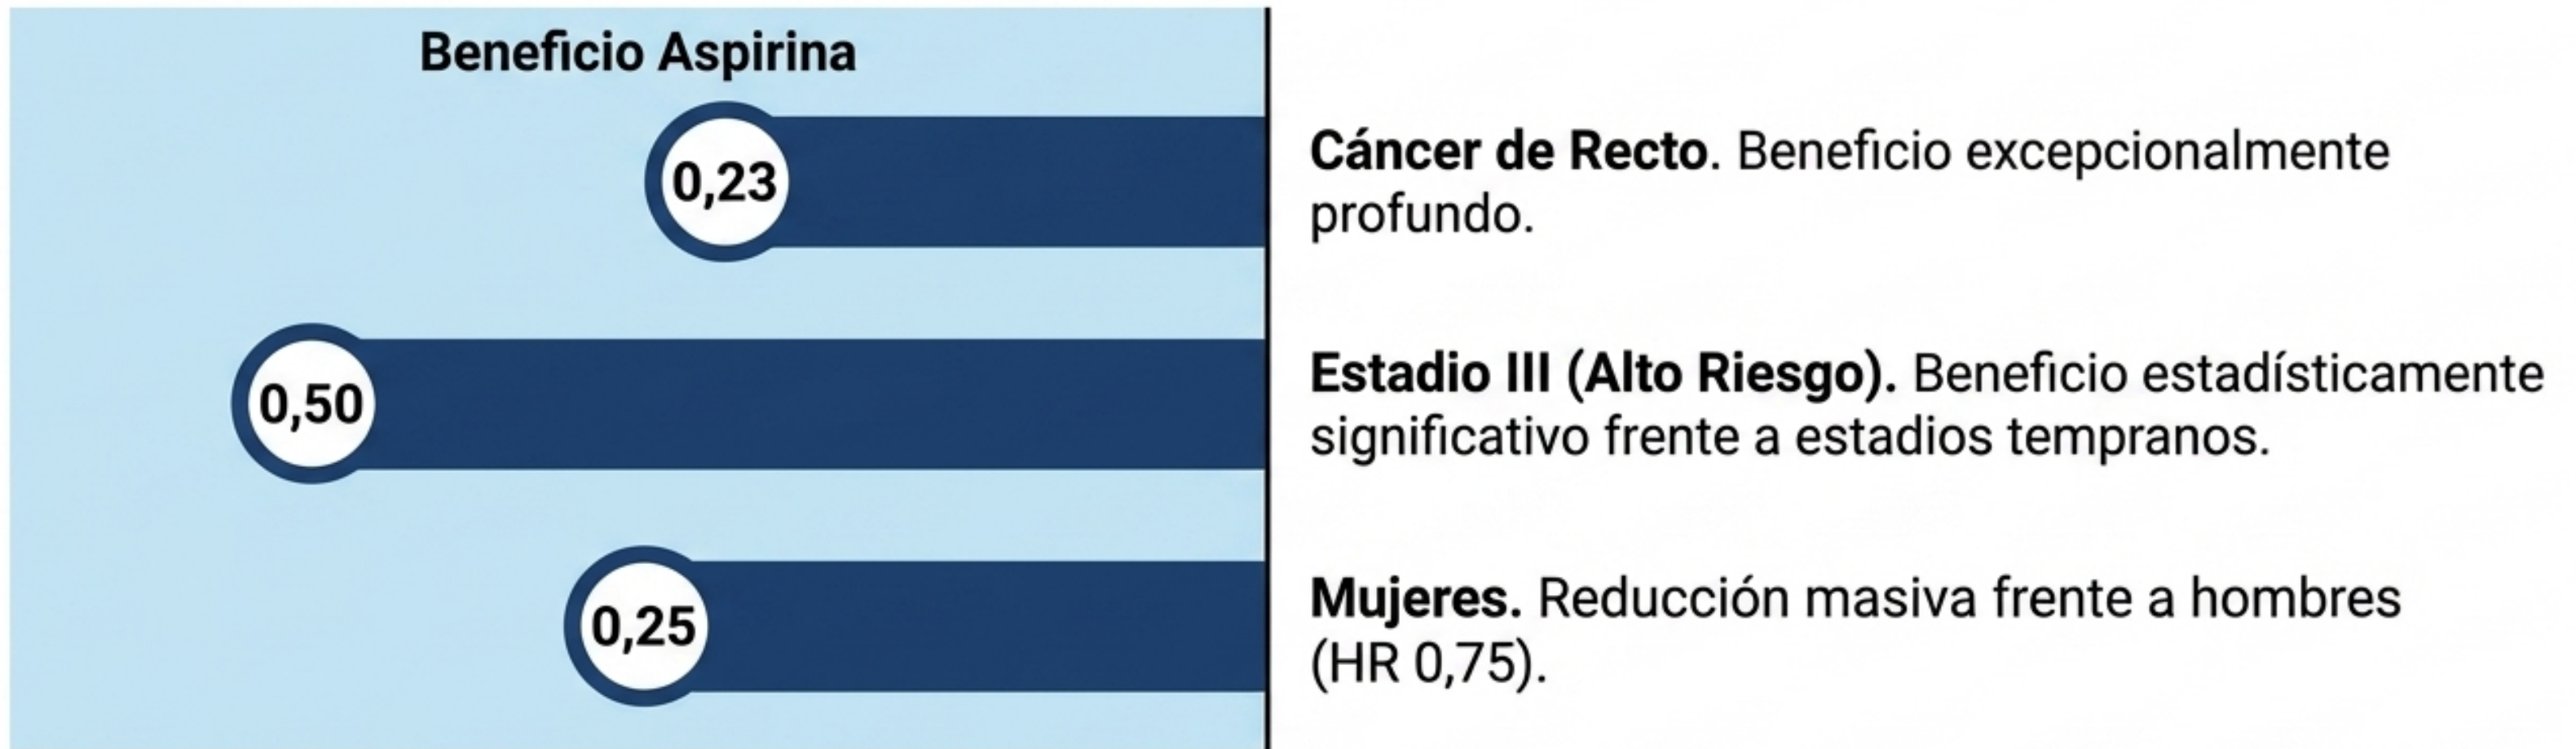 Beneficio Aspirina
0,23
Cáncer de Recto. Beneficio excepcionalmente
profundo.
0,50
Estadio III (Alto Riesgo). Beneficio estadísticamente
significativo frente a estadios tempranos.
0,25
Mujeres. Reducción masiva frente a hombres
(HR 0,75).